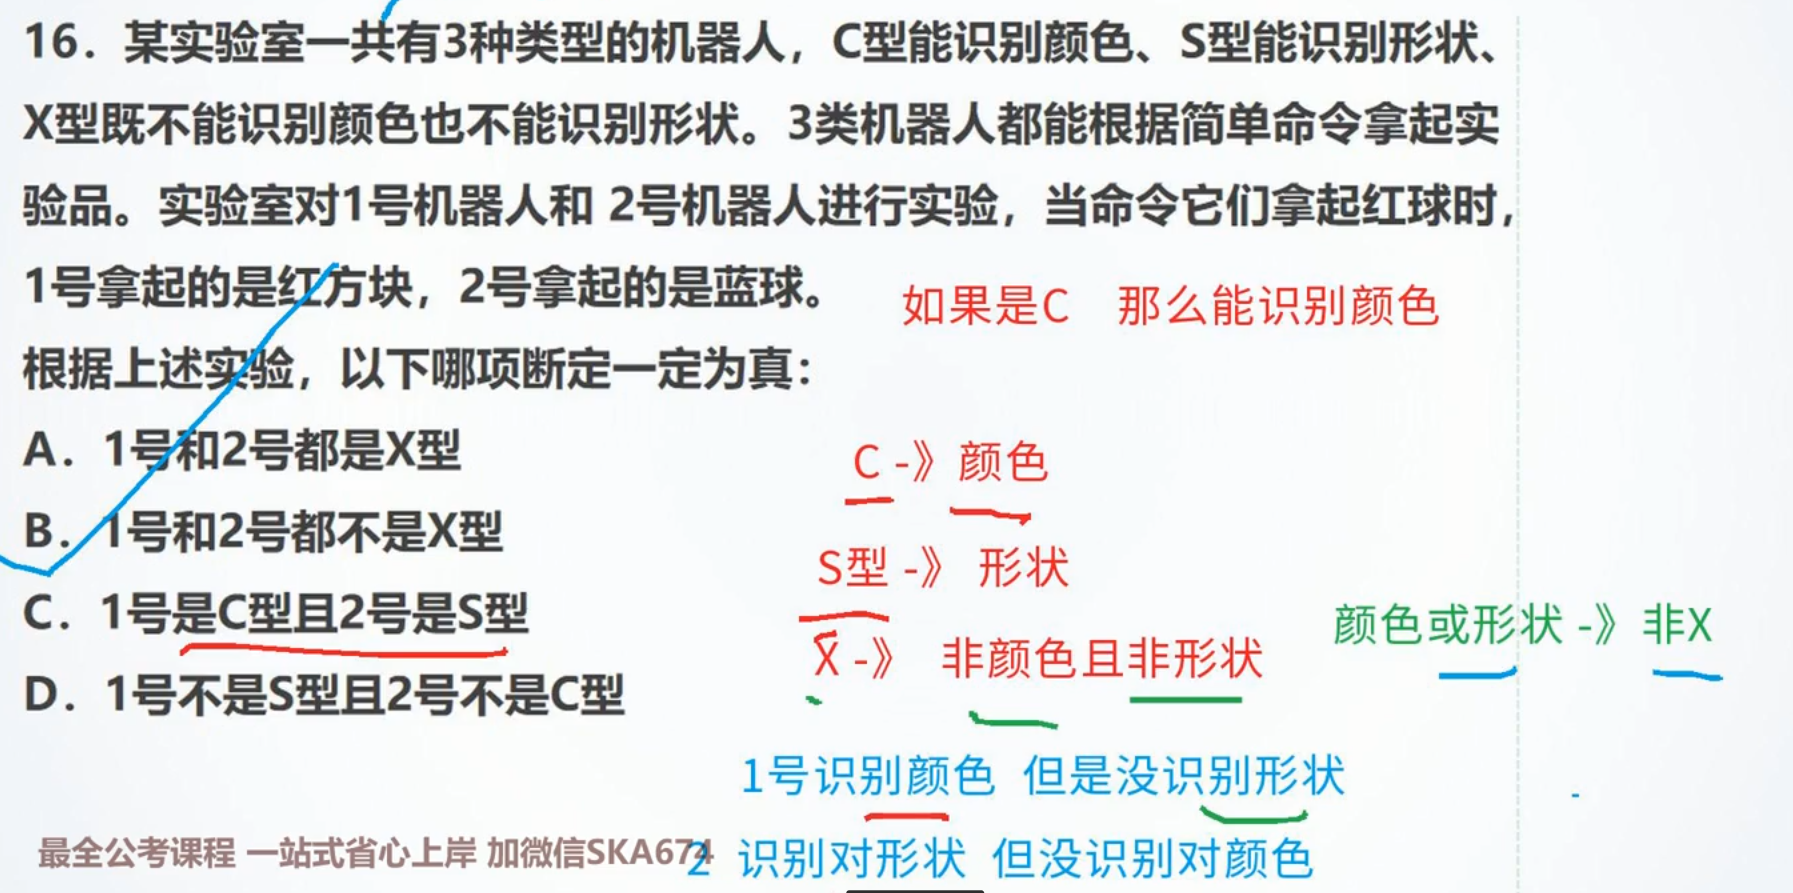 16. 某实验室一共有3种类型的机器人，C型能识别颜色、S型能识别形状、
X型既不能识别颜色也不能识别形状。3类机器人都能根据简单命令拿起实
验品。实验室对1号机器人和 2号机器人进行实验，当命令它们拿起红球时，
1号拿起的是红方块，2号拿起的是蓝球。
如果是C 那么能识别颜色
根据上述实验，以下哪项断定一定为真：
A. 1号和2号都是X型
C -》颜色
B. 1号和2号都不是X型
S型 -》 形状
C. 1号是C型且2号是S型
颜色或形状 -》非X
X -》 非颜色且非形状
D. 1号不是S型且2号不是C型
1号识别颜色 但是没识别形状
最全公考课程 一站式省心上岸 加微信SKA674
2 识别对形状 但没识别对颜色